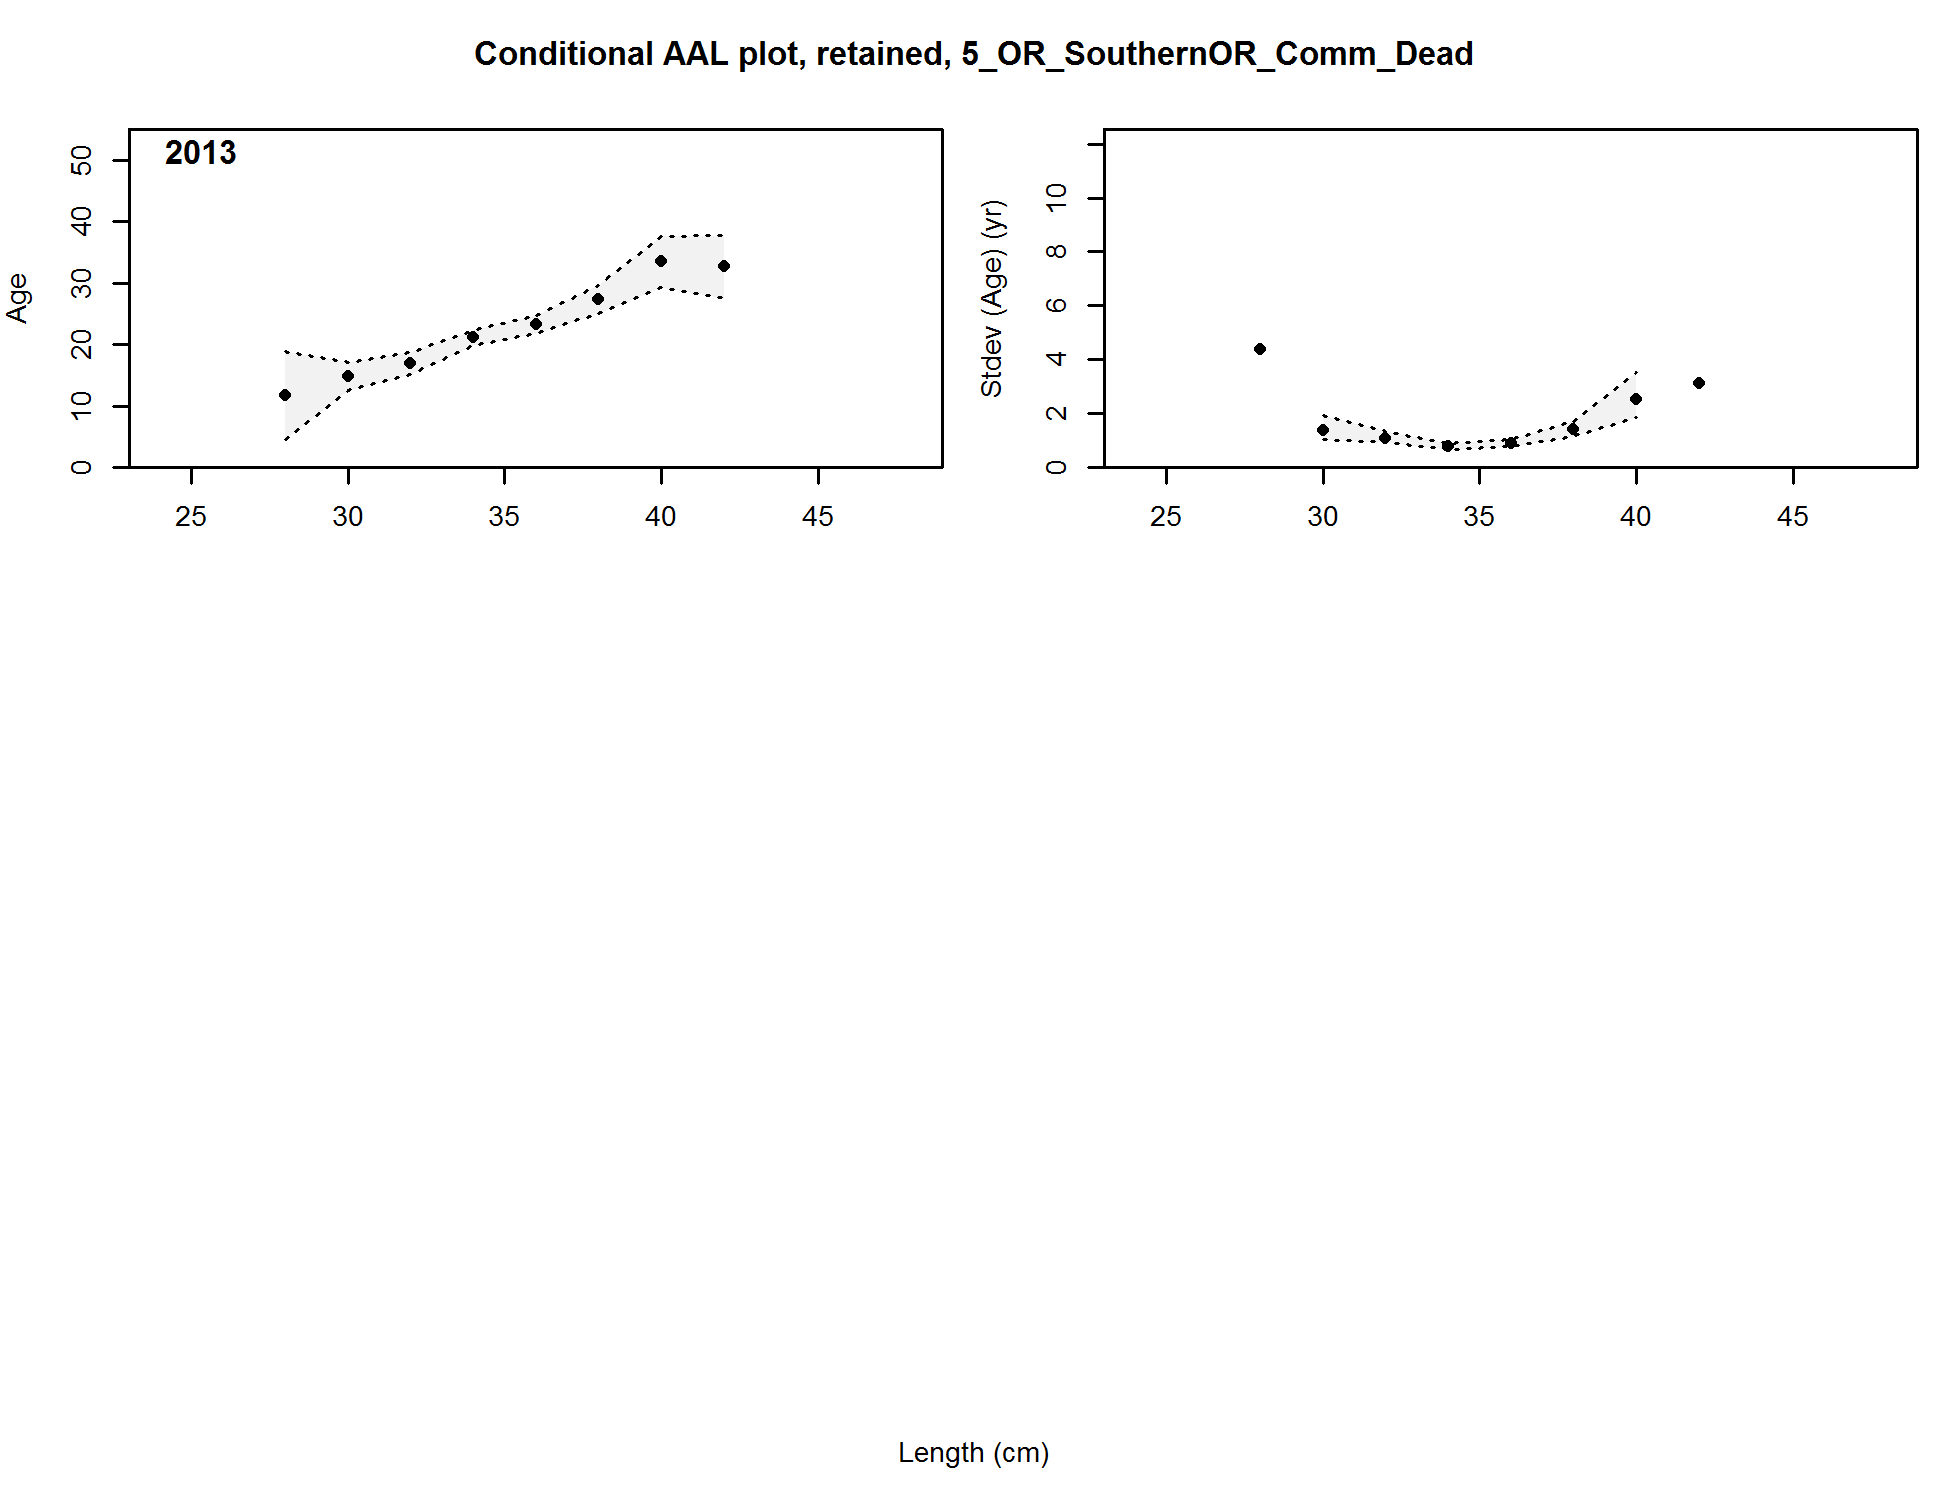 Conditional AAL plot, retained, 5_OR_SouthernOR_Comm_Dead
2013
Age
0 10 20 30 40 50
25 30 35 40 45
Stdev (Age) (yr)
0 2 4 6 8 10
25 30 35 40 45
Length (cm)